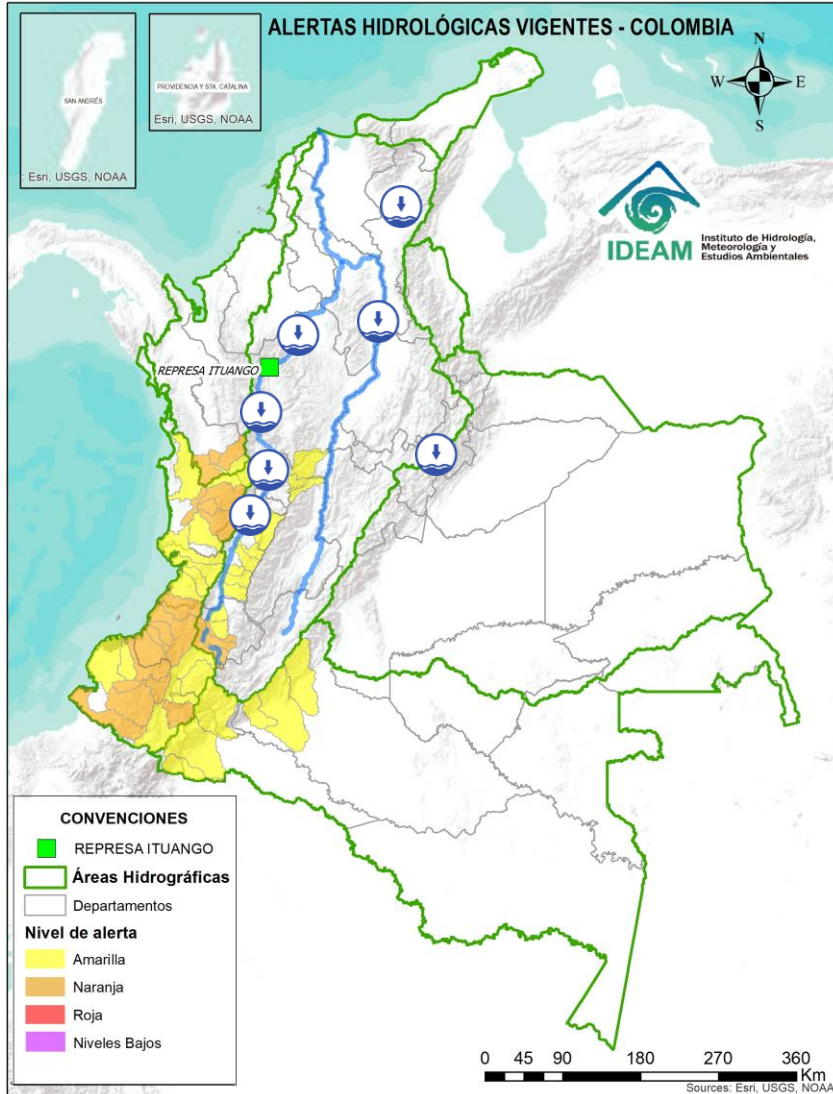 ALERTAS HIDROLÓGICAS VIGENTES - COLOMBIA
SAN ANDRÉS
: Esri, USGS, NOAA
PROVIDENCIA Y STA. CATALINA
Esri, USGS, NOAA
N
W
E
S
IDEAM
Instituto de Hidrología,
Meteorología y
Estudios Ambientales
REPRESA ITUANGO
CONVENCIONES
REPRESA ITUANGO
Áreas Hidrográficas
Departamentos
Nivel de alerta
Amarilla
Naranja
Roja
Niveles Bajos
0 45 90 180 270 360
Km
Sources: Esri, USGS, NOAA